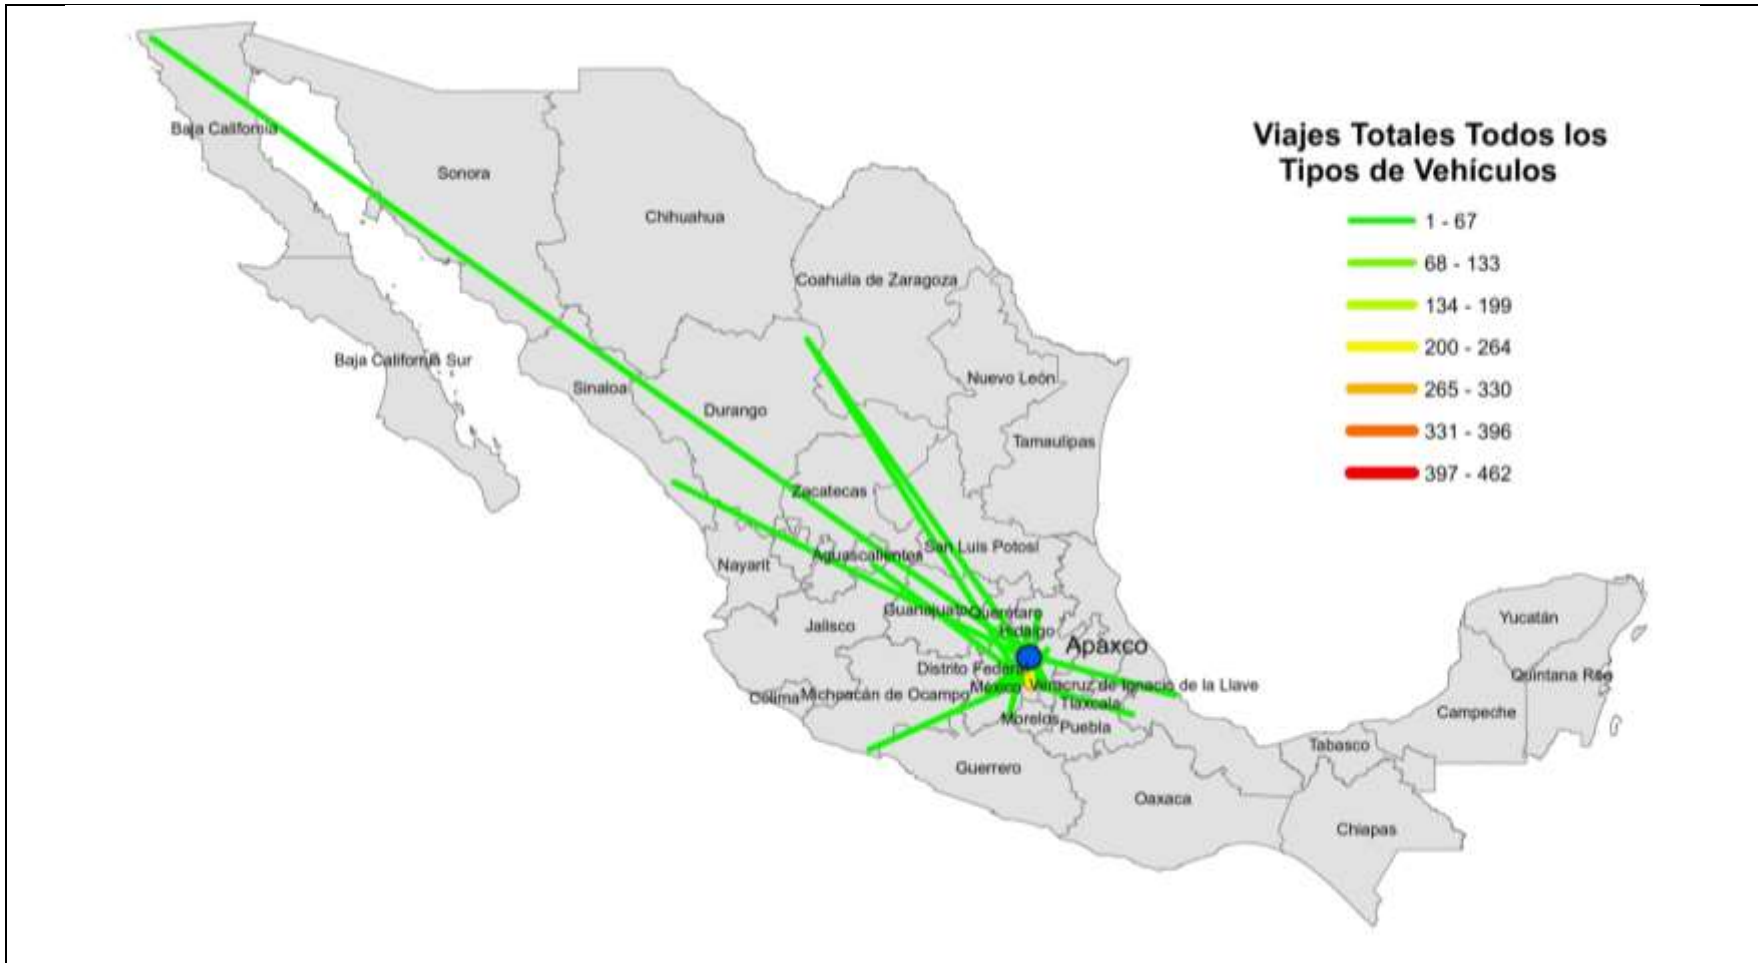 Viajes Totales Todos los
Tipos de Vehículos
1 - 67
68 - 133
134 - 199
200 - 264
265 - 330
331 - 396
397 - 462
Baja California
Sonora
Chihuahua
Coahuila de Zaragoza
Baja California Sur
Sinaloa
Nuevo León
Durango
Tamaulipas
Zacatecas
San Luis Potosí
Aguascalientes
Nayarit
Guanajuato
Querétaro
Yucatán
Jalisco
Hidalgo
Apaxco
Distrito Federal
Quintana Roo
México
Veracruz de Ignacio de la Llave
Colima
Michoacán de Ocampo
Tlaxcala
Campeche
Morelos
Puebla
Tabasco
Guerrero
Oaxaca
Chiapas